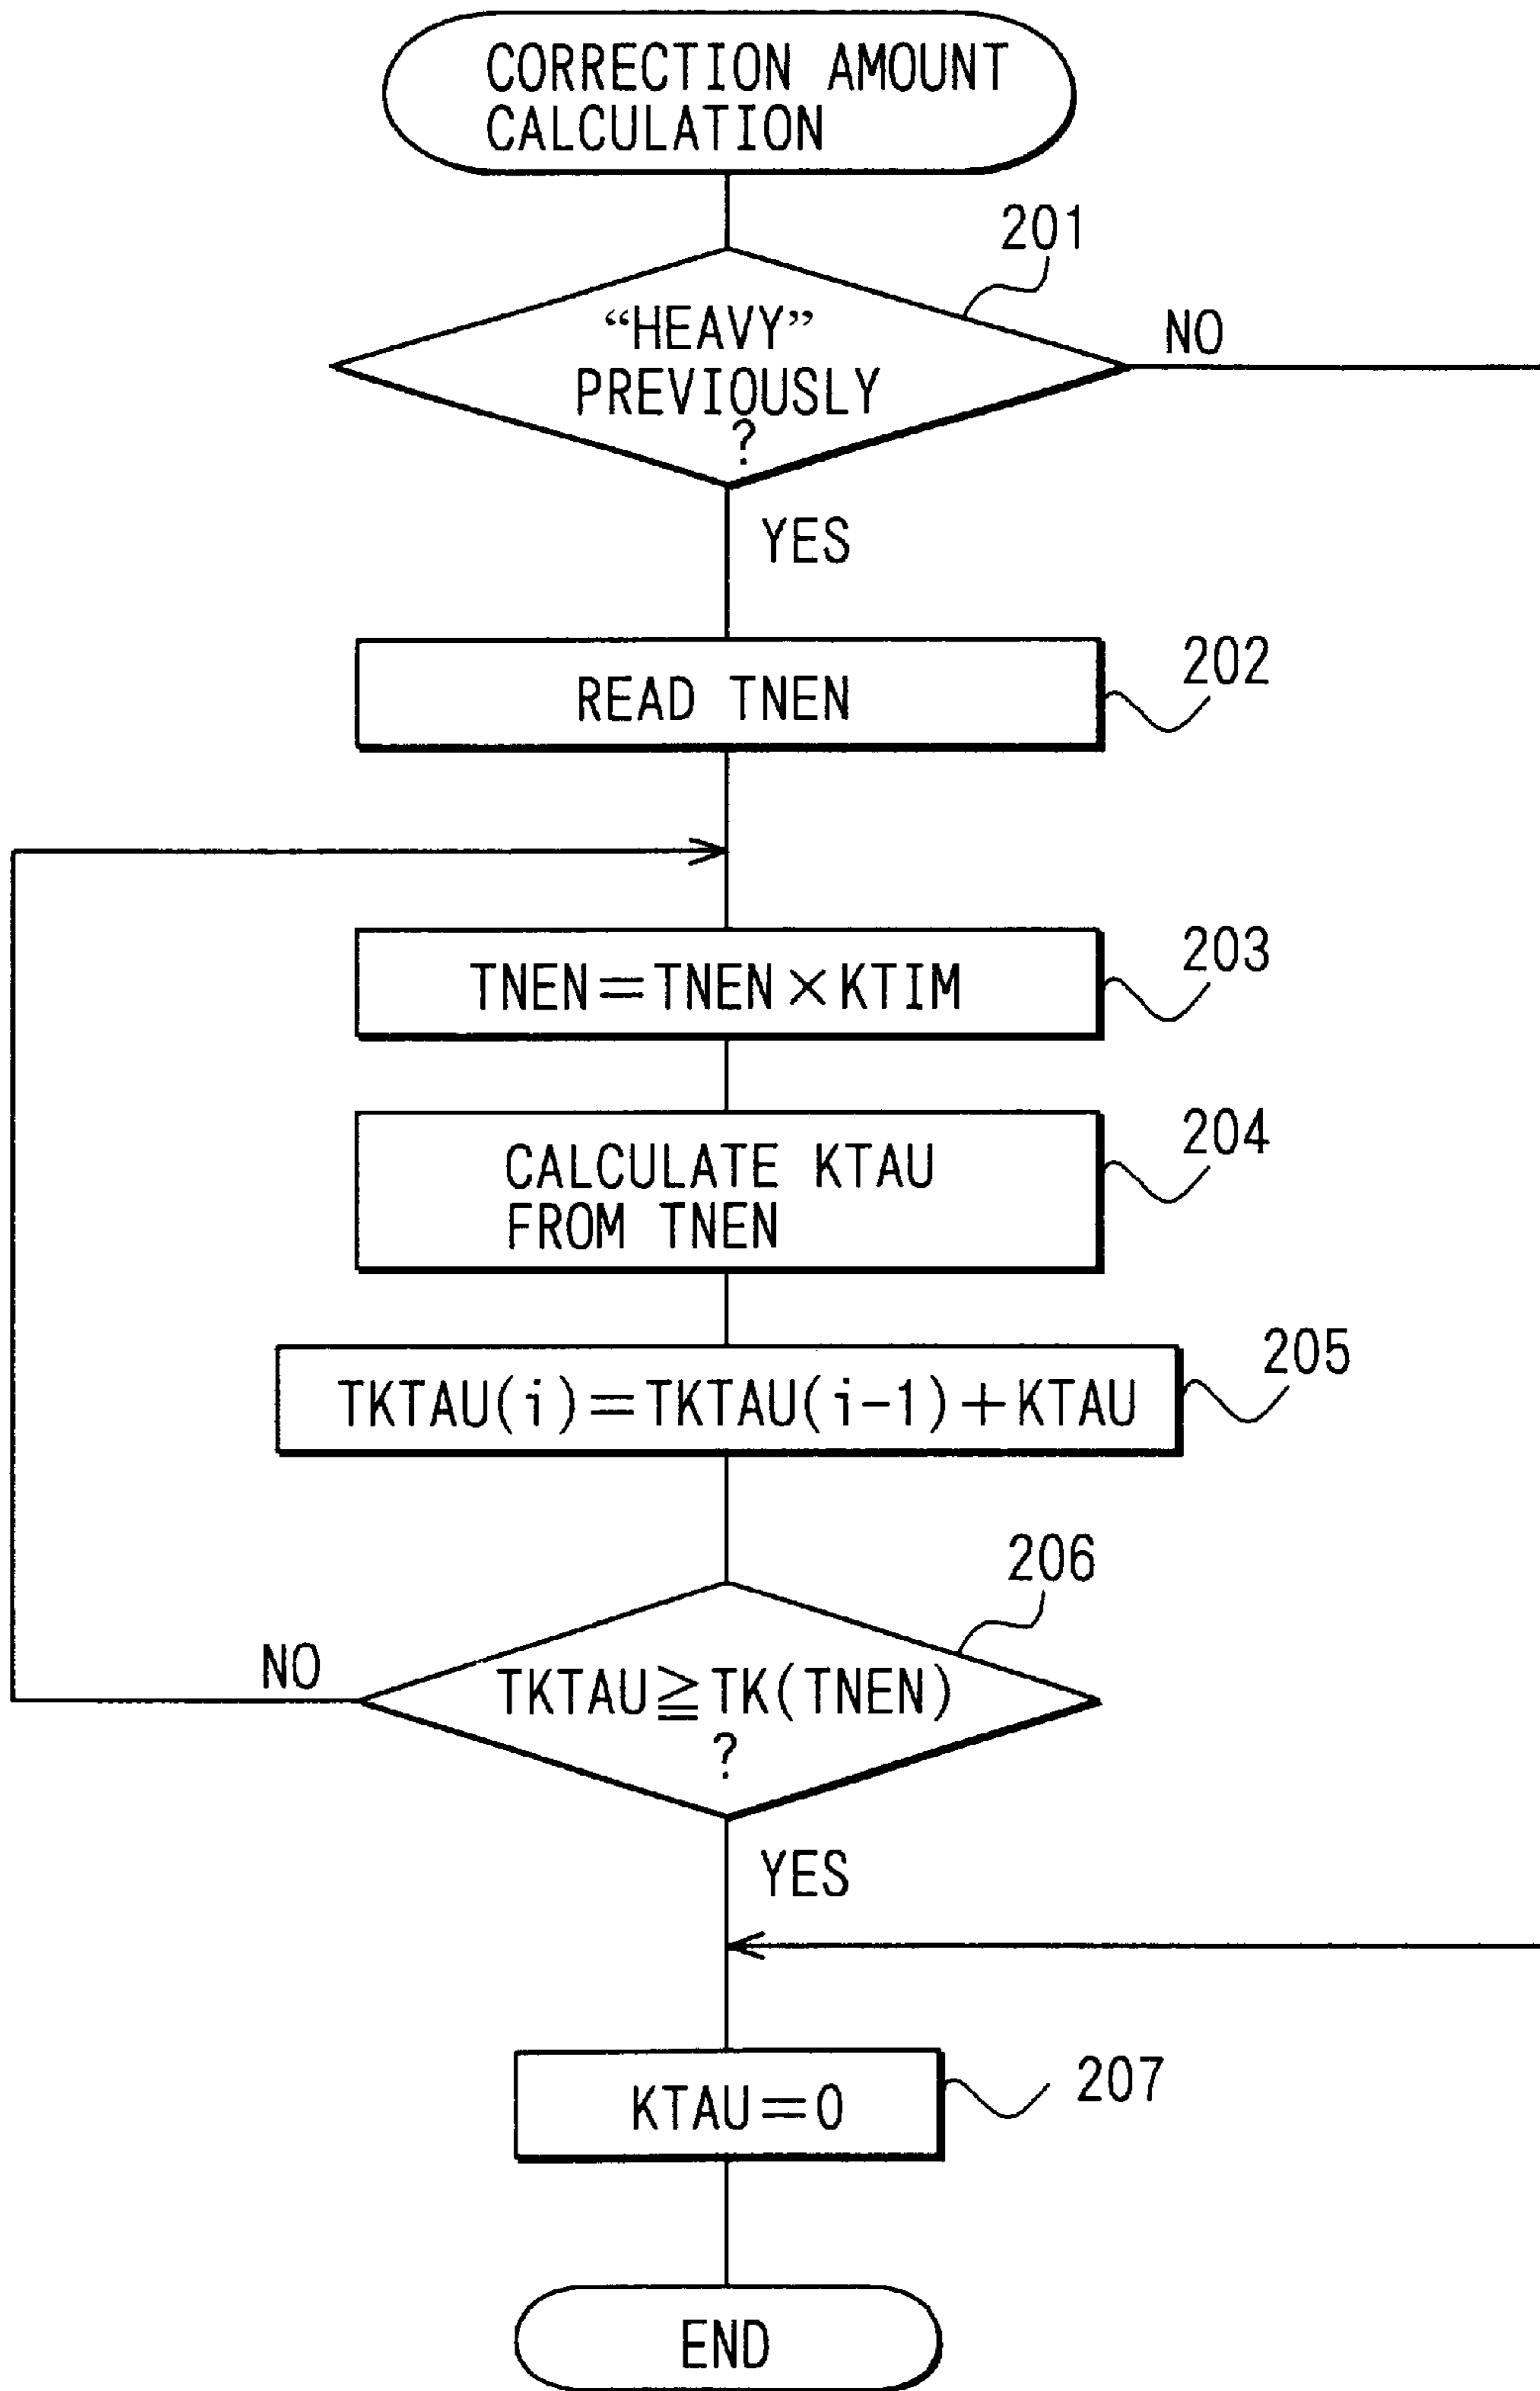 CORRECTION AMOUNT
CALCULATION
201
“HEAVY”
PREVIOUSLY
?
NO
YES
READ TNEN
202
TNEN=TNEN×KTIM
203
CALCULATE KTAU
FROM TNEN
204
TKTAU(i)=TKTAU(i-1)+KTAU
205
206
TKTAU≧TK(TNEN)
?
NO
YES
KTAU=0
207
END